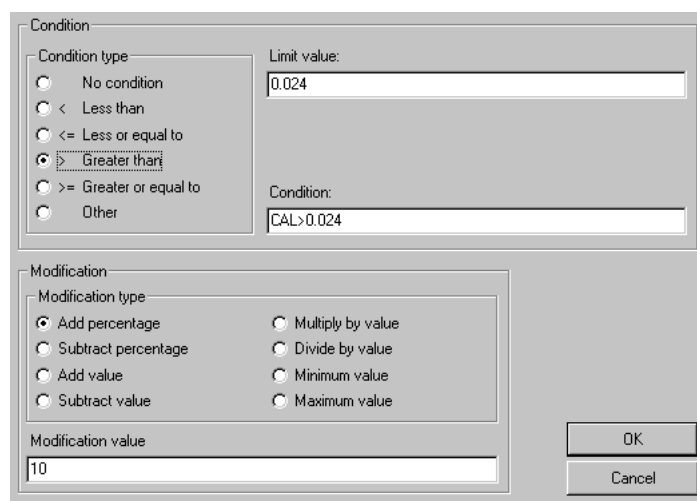 Condition
Condition type
No condition
< Less than
<= Less or equal to
> Greater than
>= Greater or equal to
Other
Limit value:
0.024
Condition:
CAL>0.024
Modification
Modification type
Add percentage
Subtract percentage
Add value
Subtract value
Multiply by value
Divide by value
Minimum value
Maximum value
Modification value
10
OK
Cancel